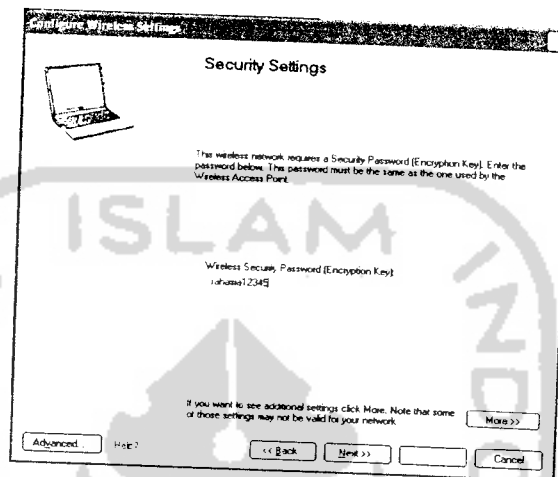 Configure Wireless Settings
Security Settings
This wireless network requires a Security Password (Encryption Key). Enter the
password below. This password must be the same as the one used by the
Wireless Access Point.
ISLAM
Wireless Security Password (Encryption Key):
rahasia12345
If you want to see additional settings click More. Note that some
of those settings may not be valid for your network.
More >>
Advanced...
Help?
<< Back
Next >>
Cancel